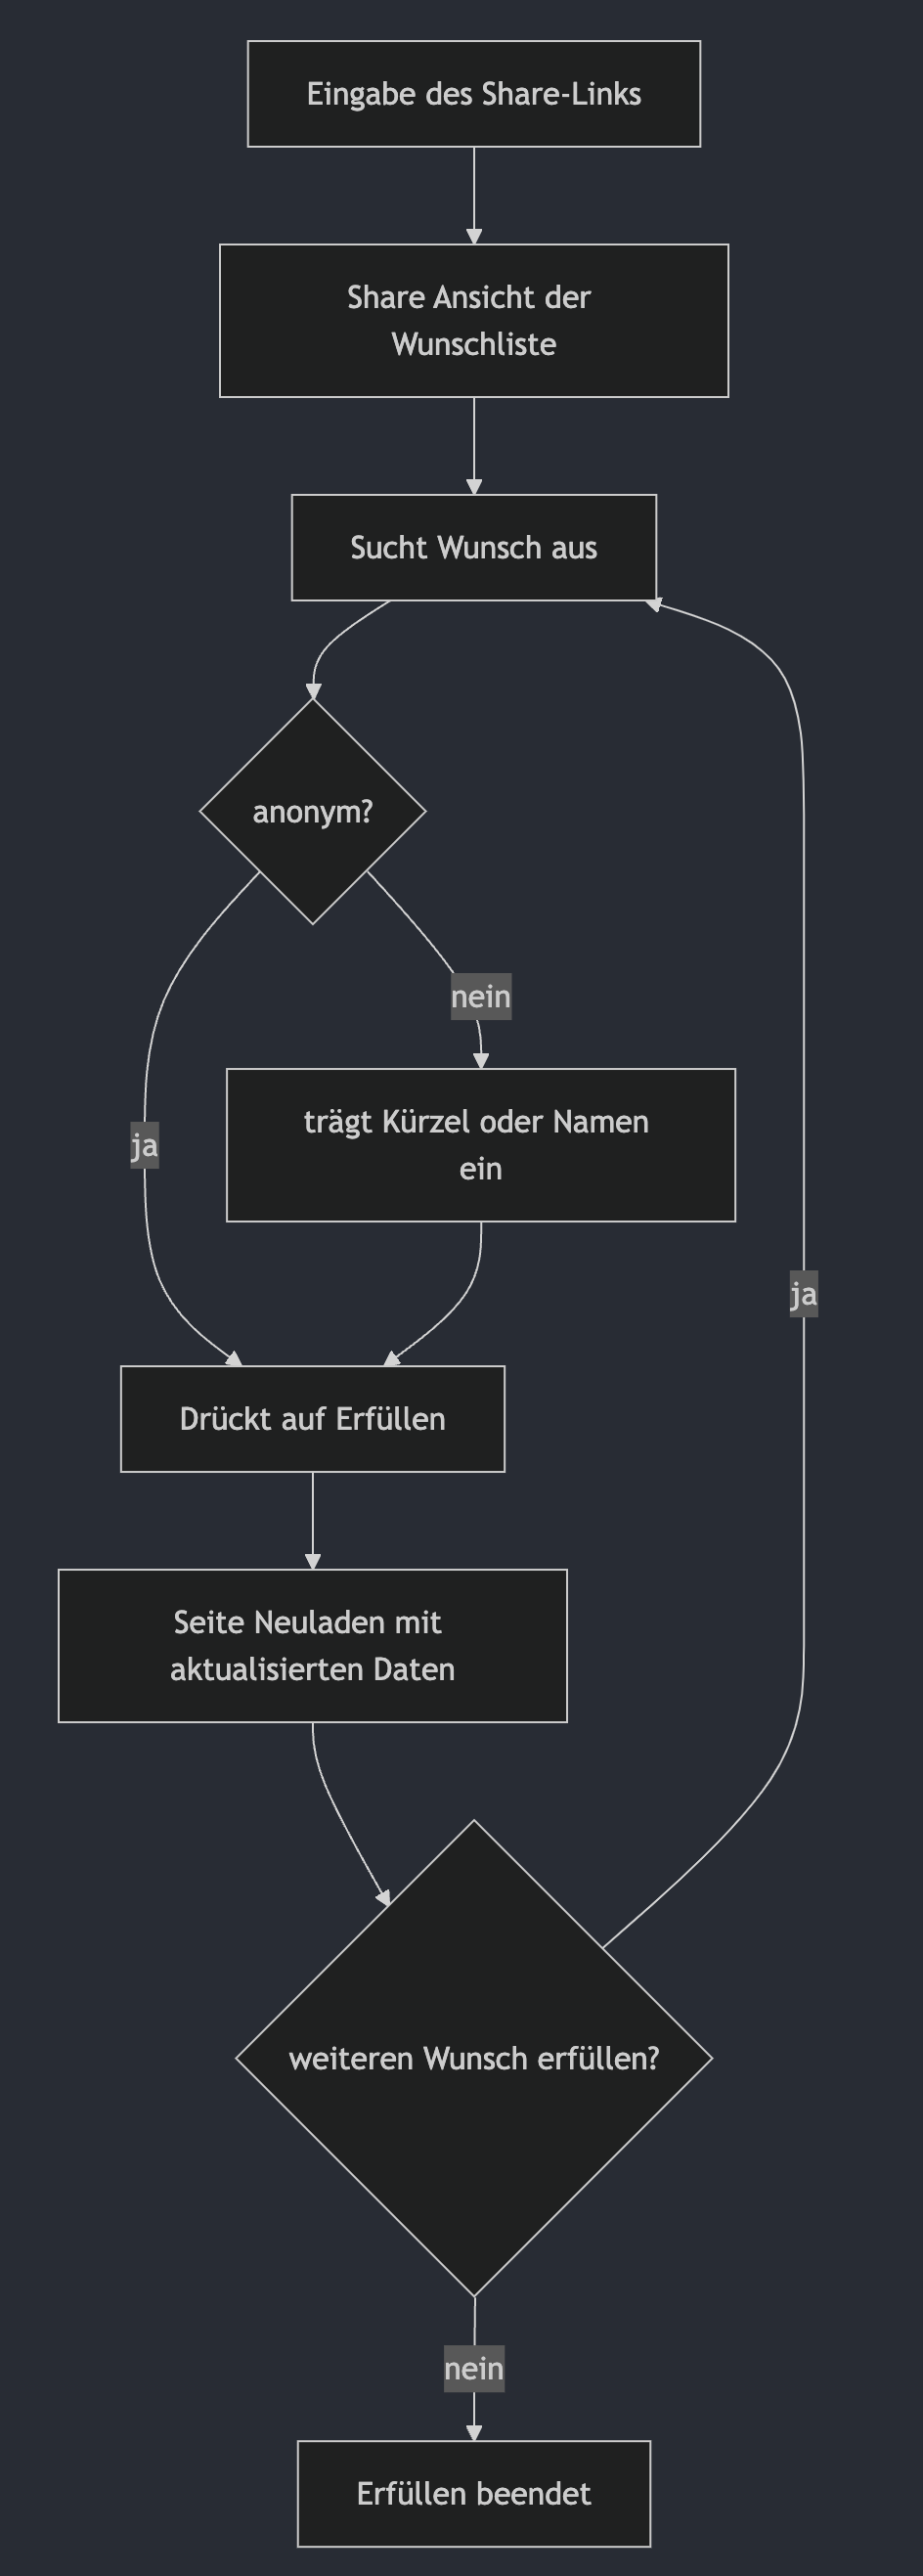 Eingabe des Share-Links
Share Ansicht der
Wunschliste
Sucht Wunsch aus
anonym?
nein
trägt Kürzel oder Namen
ein
ja
ja
Drückt auf Erfüllen
Seite Neuladen mit
aktualisierten Daten
weiteren Wunsch erfüllen?
nein
Erfüllen beendet